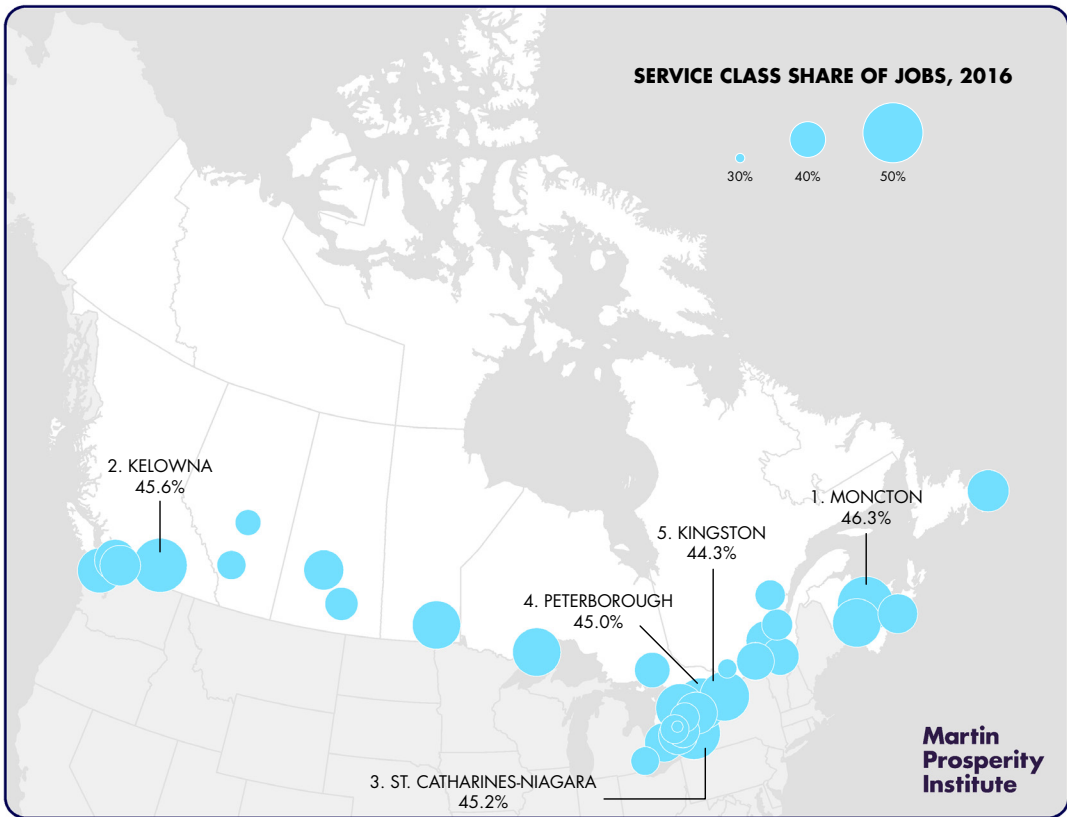 SERVICE CLASS SHARE OF JOBS, 2016
30%
40%
50%
2. KELOWNA
45.6%
1. MONCTON
46.3%
5. KINGSTON
44.3%
4. PETERBOROUGH
45.0%
3. ST. CATHARINES-NIAGARA
45.2%
Martin
Prosperity
Institute